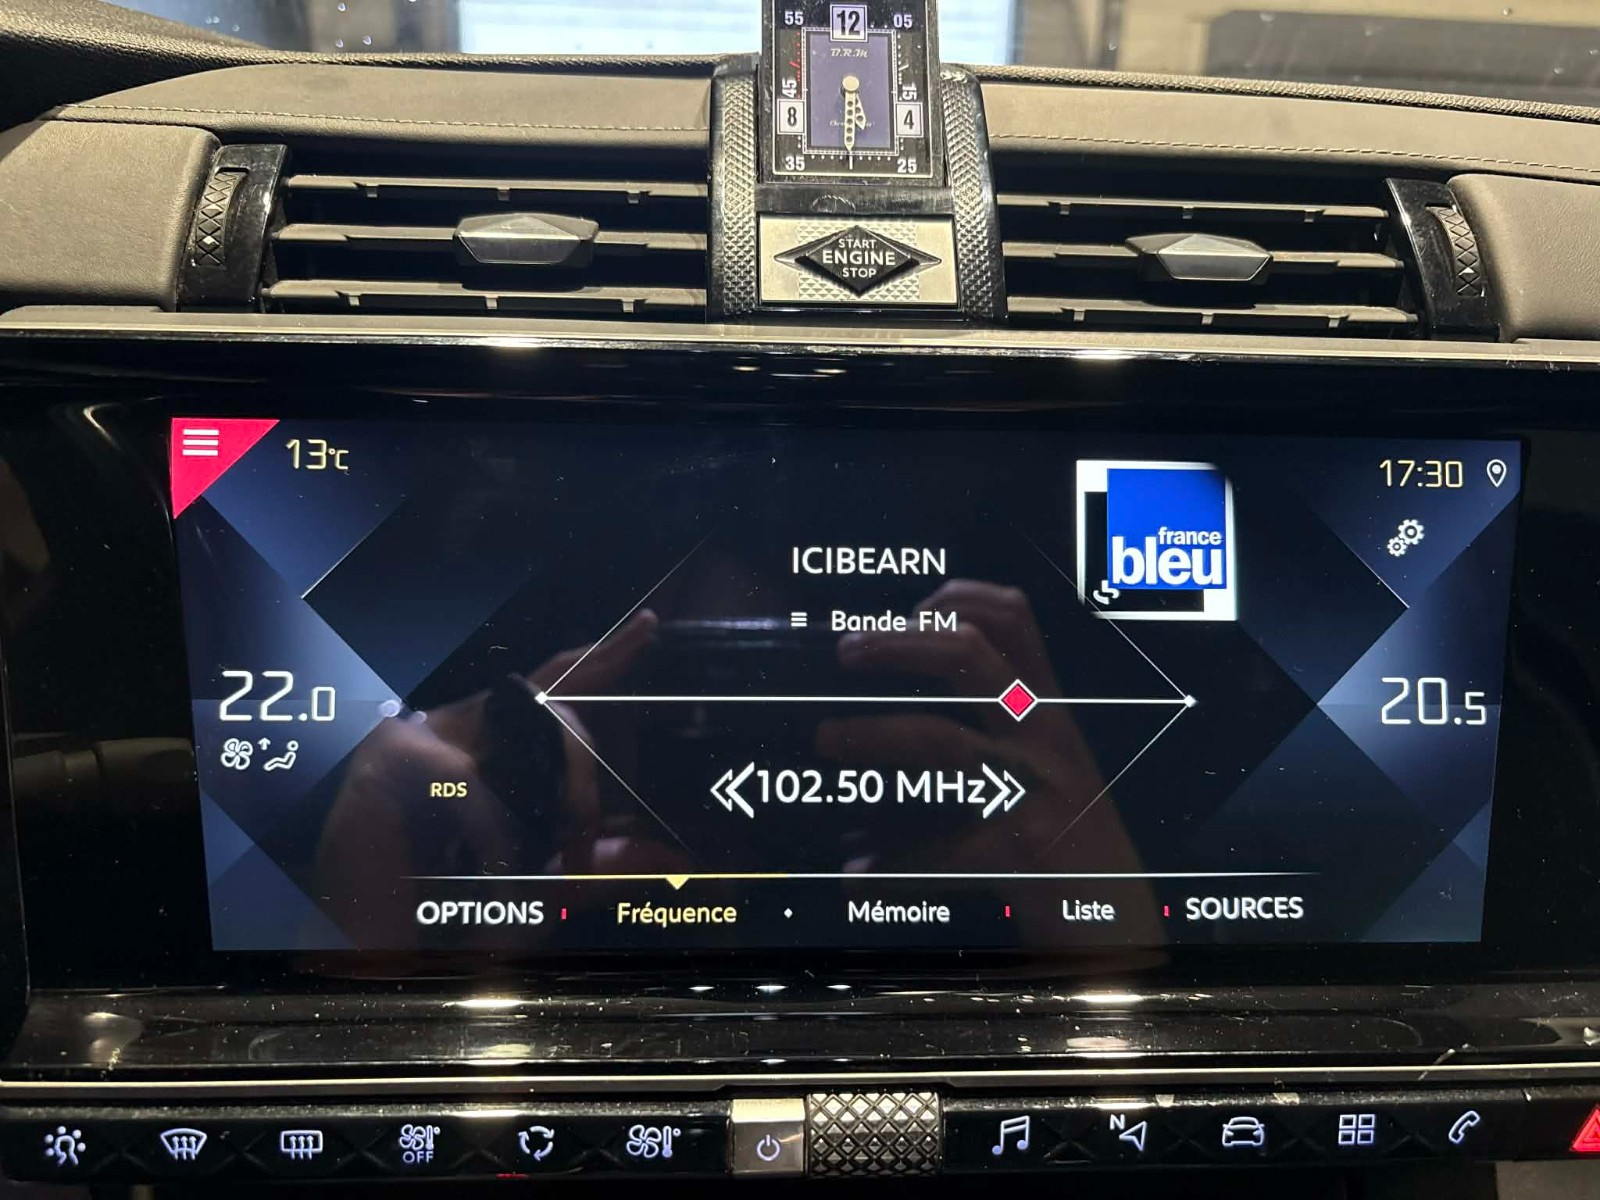 55 12 05
B.R.M
45 15
8 4
35 25
START
ENGINE
STOP
13°C
17:30
france
bleu
ICIBEARN
Bande FM
22.0
20.5
102.50 MHz
RDS
OPTIONS Fréquence Mémoire Liste SOURCES
OFF
N